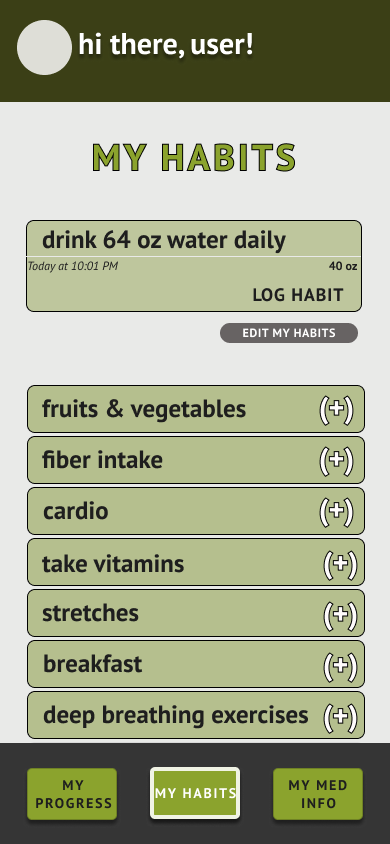 hi there, user!
MY HABITS
drink 64 oz water daily
Today at 10:01 PM 40 oz
LOG HABIT
EDIT MY HABITS
fruits & vegetables (+)
fiber intake (+)
cardio (+)
take vitamins (+)
stretches (+)
breakfast (+)
deep breathing exercises (+)
MY
PROGRESS
MY HABITS
MY MED
INFO